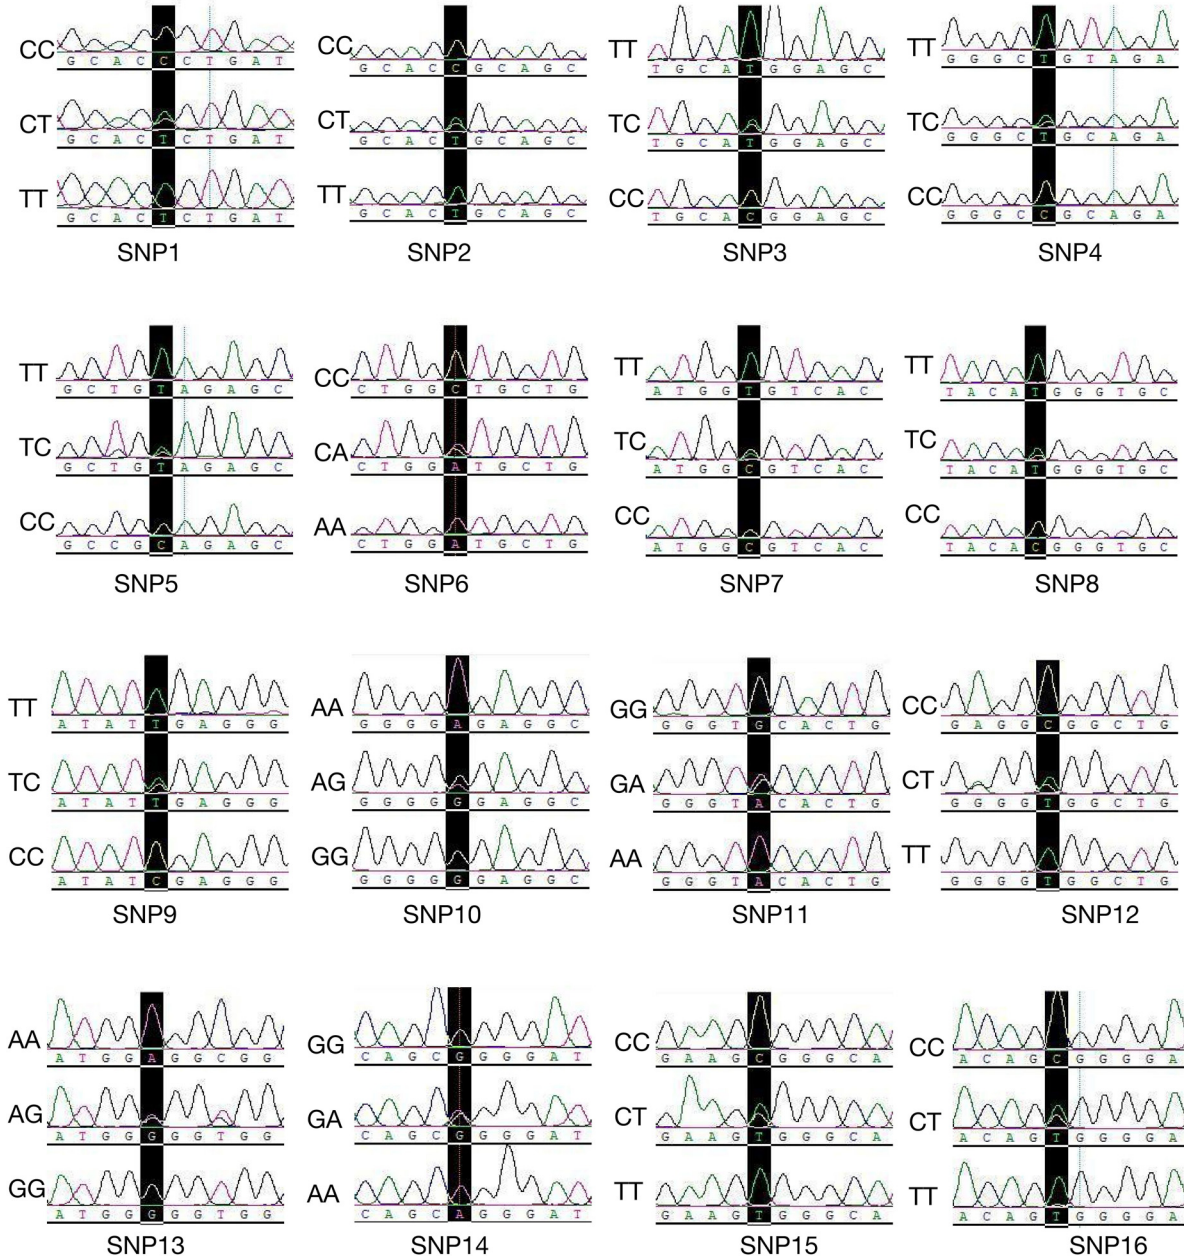 CC
G C A C C C T G A T
CT
G C A C T C T G A T
TT
G C A C T C T G A T
SNP1
CC
G C A C C G C A G C
CT
G C A C T G C A G C
TT
G C A C T G C A G C
SNP2
TT
T G C A T G G A G C
TC
T G C A T G G A G C
CC
T G C A C G G A G C
SNP3
TT
G G G C T G T A G A
TC
G G G C T G C A G A
CC
G G G C C G C A G A
SNP4
TT
G C T G T A G A G C
TC
G C T G T A G A G C
CC
G C C G C A G A G C
SNP5
CC
C T G G C T G C T G
CA
C T G G A T G C T G
AA
C T G G A T G C T G
SNP6
TT
A T G G T G T C A C
TC
A T G G C G T C A C
CC
A T G G C G T C A C
SNP7
TT
T A C A T G G G T G C
TC
T A C A T G G G T G C
CC
T A C A C G G G T G C
SNP8
TT
A T A T T G A G G G
TC
A T A T T G A G G G
CC
A T A T C G A G G G
SNP9
AA
G G G G A G A G G C
AG
G G G G G G A G G C
GG
G G G G G G A G G C
SNP10
GG
G G G T G C A C T G
GA
G G G T A C A C T G
AA
G G G T A C A C T G
SNP11
CC
G A G G C G G C T G
CT
G G G G T G G C T G
TT
G G G G T G G C T G
SNP12
AA
A T G G A G G C G G
AG
A T G G G G G T G G
GG
A T G G G G G T G G
SNP13
GG
C A G C G G G G A T
GA
C A G C G G G G A T
AA
C A G C A G G G A T
SNP14
CC
G A A G C G G G C A
CT
G A A G T G G G C A
TT
G A A G T G G G C A
SNP15
CC
A C A G C G G G G A
CT
A C A G T G G G G A
TT
A C A G T G G G G A
SNP16